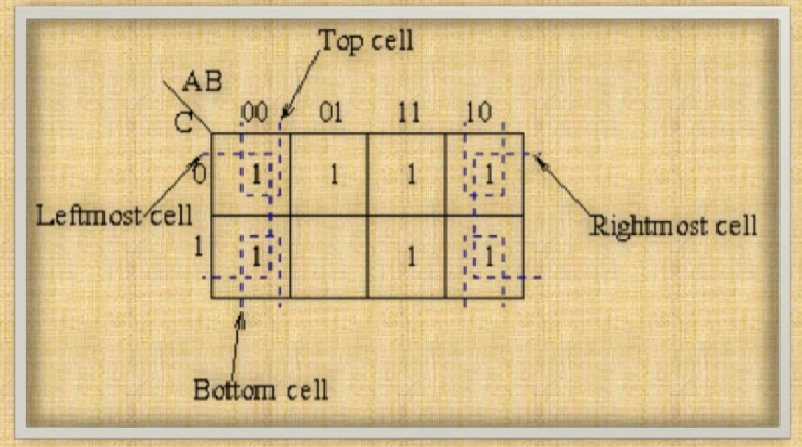 Top cell
AB
C
00 01 11 10
0 1 1 1 1
Leftmost cell
Rightmost cell
1 1 1 1
Bottom cell